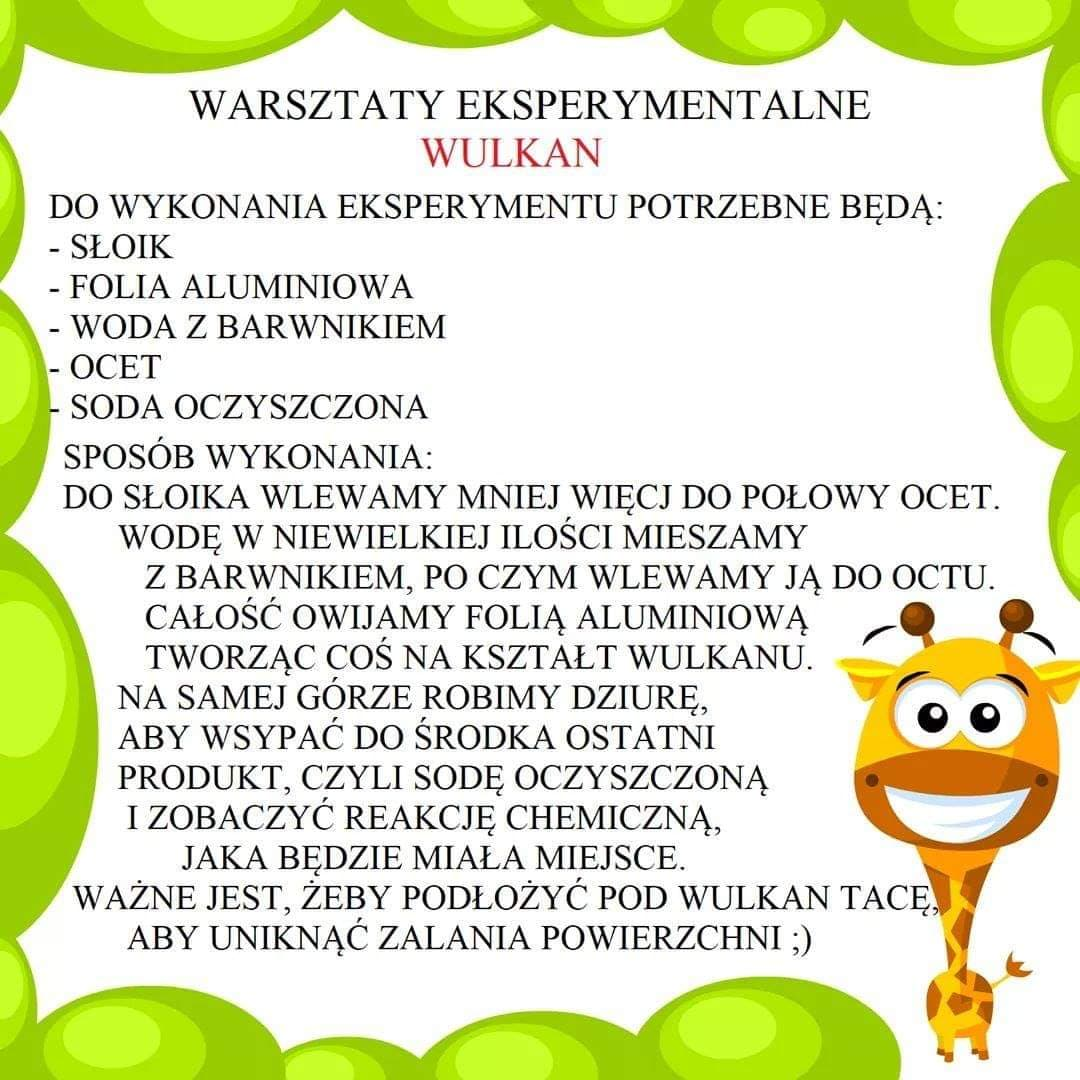 WARSZTATY EKSPERYMENTALNE
WULKAN
DO WYKONANIA EKSPERYMENTU POTRZEBNE BĘDĄ:
- SŁOIK
- FOLIA ALUMINIOWA
- WODA Z BARWNIKIEM
- OCET
- SODA OCZYSZCZONA
SPOSÓB WYKONANIA:
DO SŁOIKA WLEWAMY MNIEJ WIĘCJ DO POŁOWY OCET.
WODĘ W NIEWIELKIEJ ILOŚCI MIESZAMY
Z BARWNIKIEM, PO CZYM WLEWAMY JĄ DO OCTU.
CAŁOŚĆ OWIJAMY FOLIĄ ALUMINIOWĄ
TWORZĄC COŚ NA KSZTAŁT WULKANU.
NA SAMEJ GÓRZE ROBIMY DZIURĘ,
ABY WSYPAĆ DO ŚRODKA OSTATNI
PRODUKT, CZYLI SODĘ OCZYSZCZONĄ
I ZOBACZYĆ REAKCJĘ CHEMICZNĄ,
JAKA BĘDZIE MIAŁA MIEJSCE.
WAŻNE JEST, ŻEBY PODŁOŻYĆ POD WULKAN TACĘ,
ABY UNIKNĄĆ ZALANIA POWIERZCHNI ;)